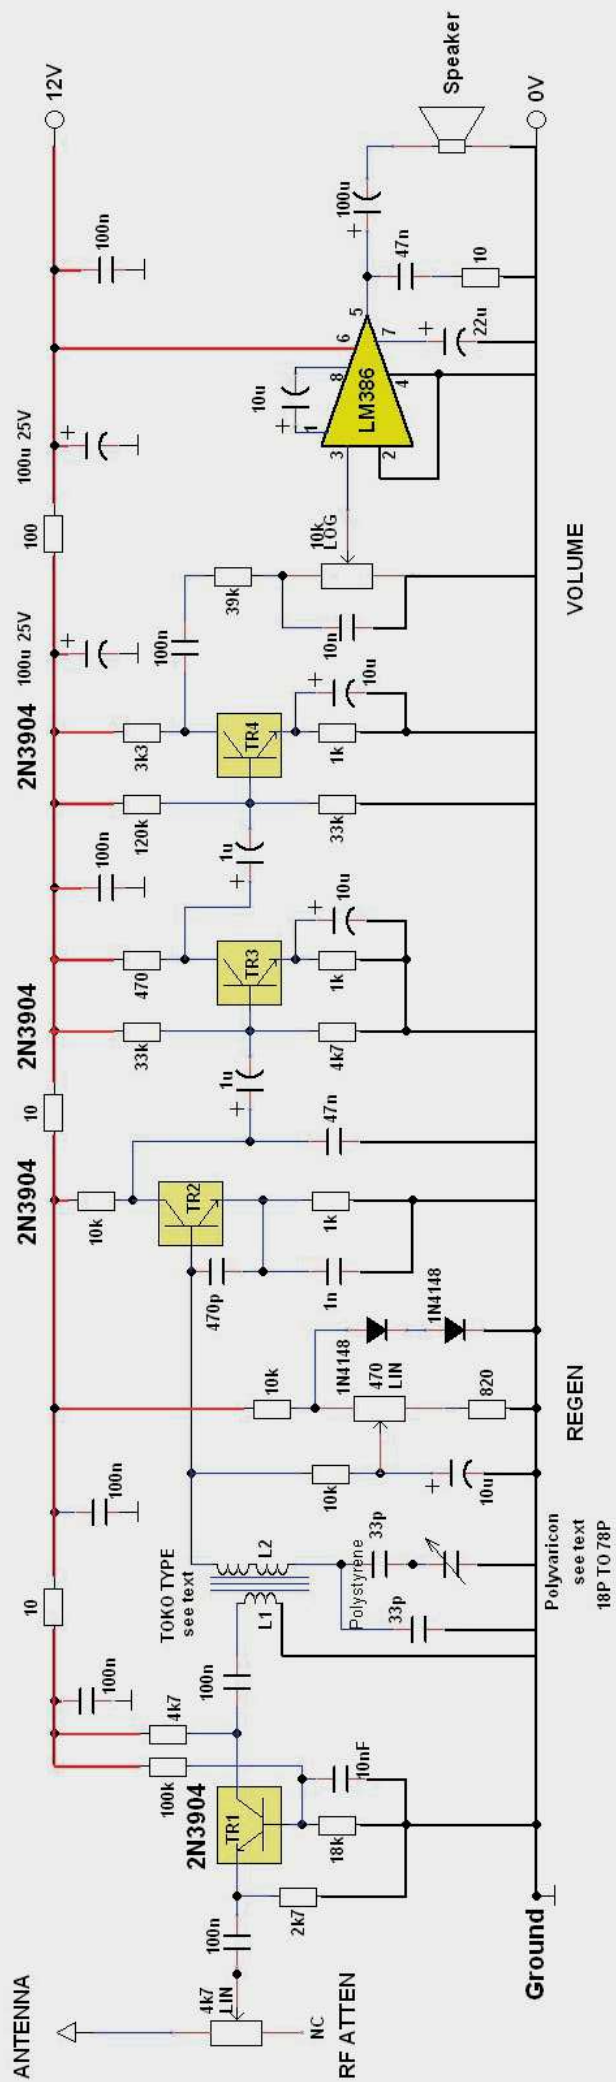 ANTENNA
4k7
LIN
NC
RF ATTEN
100n
2k7
2N3904
TR1
18k
10nF
100k
4k7
100n
100n
10
TOKO TYPE
see text
L1
L2
Polystyrene
33p
33p
Polyvaricon
see text
18P TO 78P
100n
10k
10u
+
10k
470
LIN
820
REGEN
1N4148
1N4148
470p
1n
2N3904
TR2
10k
1k
47n
10
1u
+
2N3904
33k
4k7
TR3
470
1k
10u
+
100n
1u
+
2N3904
120k
33k
TR4
3k3
1k
10u
+
100u 25V
+
100n
39k
10n
10k
LOG
VOLUME
100
100u 25V
+
LM386
3
2
1
8
6
4
7
5
10u
+
22u
+
100n
47n
10
100u
+
Speaker
12V
0V
Ground